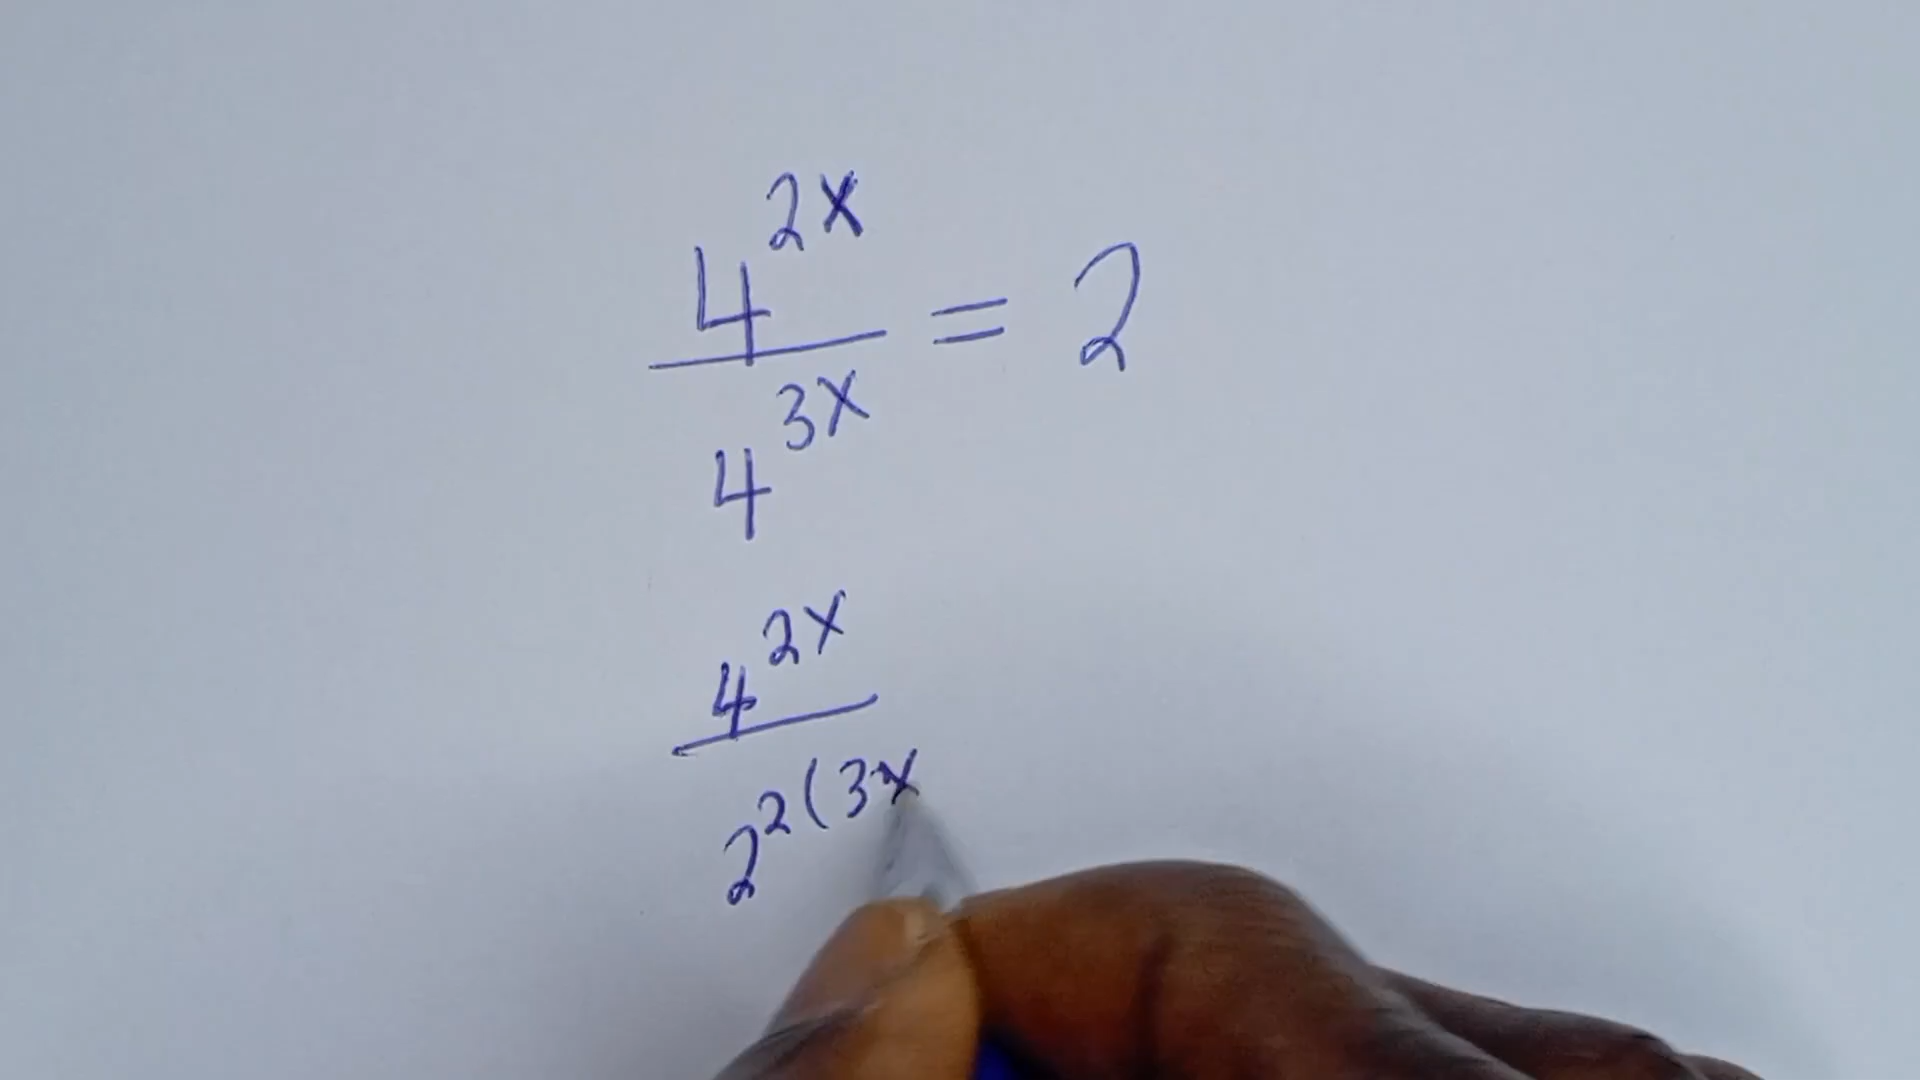 4^{2x} / 4^{3x} = 2
4^{2x} / 2^{2(3x